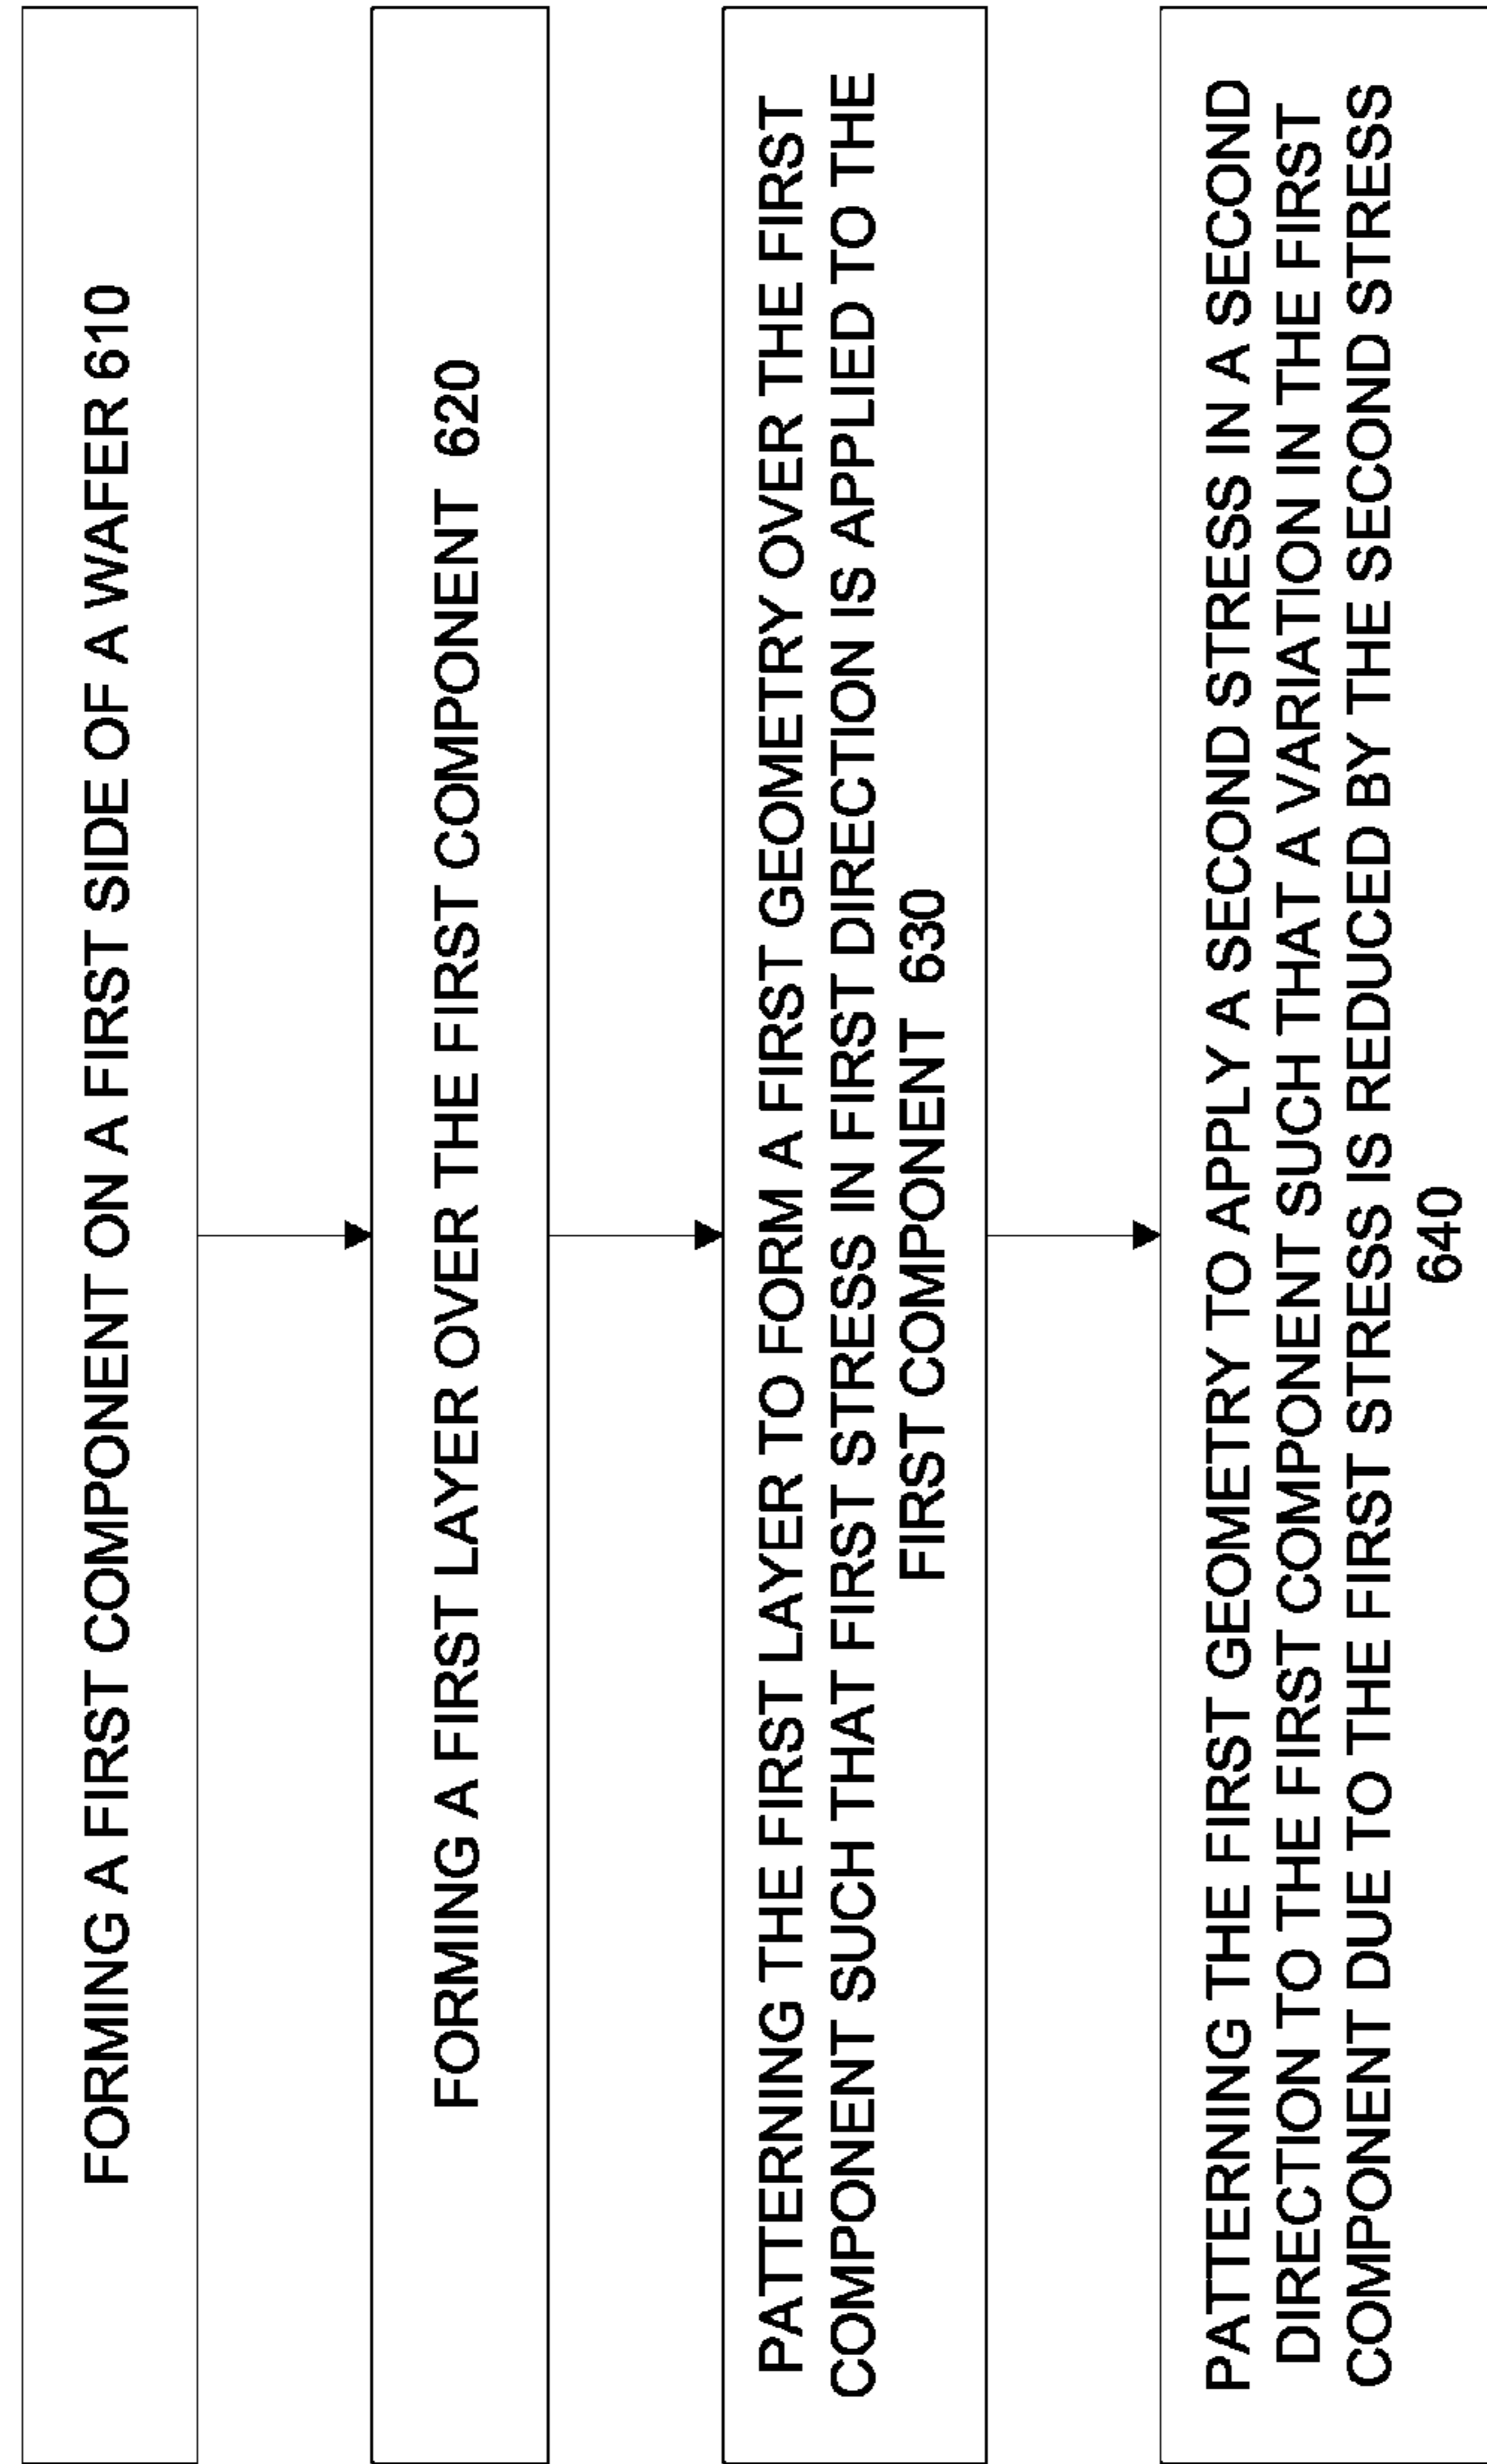 FORMING A FIRST COMPONENT ON A FIRST SIDE OF A WAFER 610
FORMING A FIRST LAYER OVER THE FIRST COMPONENT 620
PATTERNING THE FIRST LAYER TO FORM A FIRST GEOMETRY OVER THE FIRST
COMPONENT SUCH THAT FIRST STRESS IN FIRST DIRECTION IS APPLIED TO THE
FIRST COMPONENT 630
PATTERNING THE FIRST GEOMETRY TO APPLY A SECOND STRESS IN A SECOND
DIRECTION TO THE FIRST COMPONENT SUCH THAT A VARIATION IN THE FIRST
COMPONENT DUE TO THE FIRST STRESS IS REDUCED BY THE SECOND STRESS
640